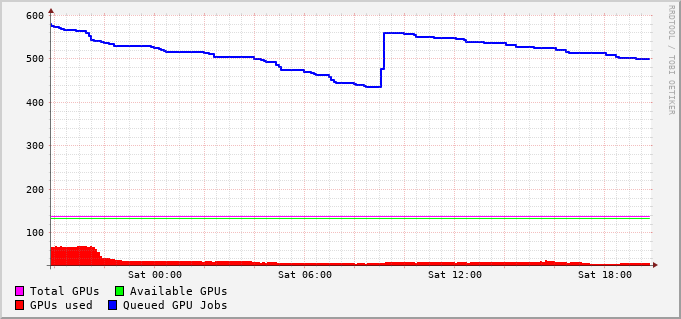 600
500
400
300
200
100
Sat 00:00 Sat 06:00 Sat 12:00 Sat 18:00
Total GPUs Available GPUs
GPUs used Queued GPU Jobs
RRDTOOL / TOBI OETIKER